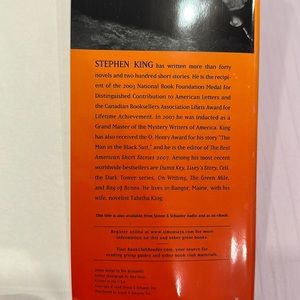 STEPHEN KING has written more than forty
novels and two hundred short stories. He is the recip-
ient of the 2003 National Book Foundation Medal for
Distinguished Contribution to American Letters and
the Canadian Booksellers Association Libris Award for
Lifetime Achievement. In 2007 he was inducted as a
Grand Master of the Mystery Writers of America. King
has also received the O. Henry Award for his story "The
Man in the Black Suit," and he is the editor of The Best
American Short Stories 2007. Among his most recent
worldwide bestsellers are Duma Key, Lisey's Story, Cell,
the Dark Tower series, On Writing, The Green Mile,
and Bag of Bones. He lives in Bangor, Maine, with his
wife, novelist Tabitha King.
This title is also available from Simon & Schuster Audio and as an eBook.
Register online at www.simonsays.com for more
information on this and other great books.
Visit BookClubReader.com, your source for
reading group guides and other book club materials.